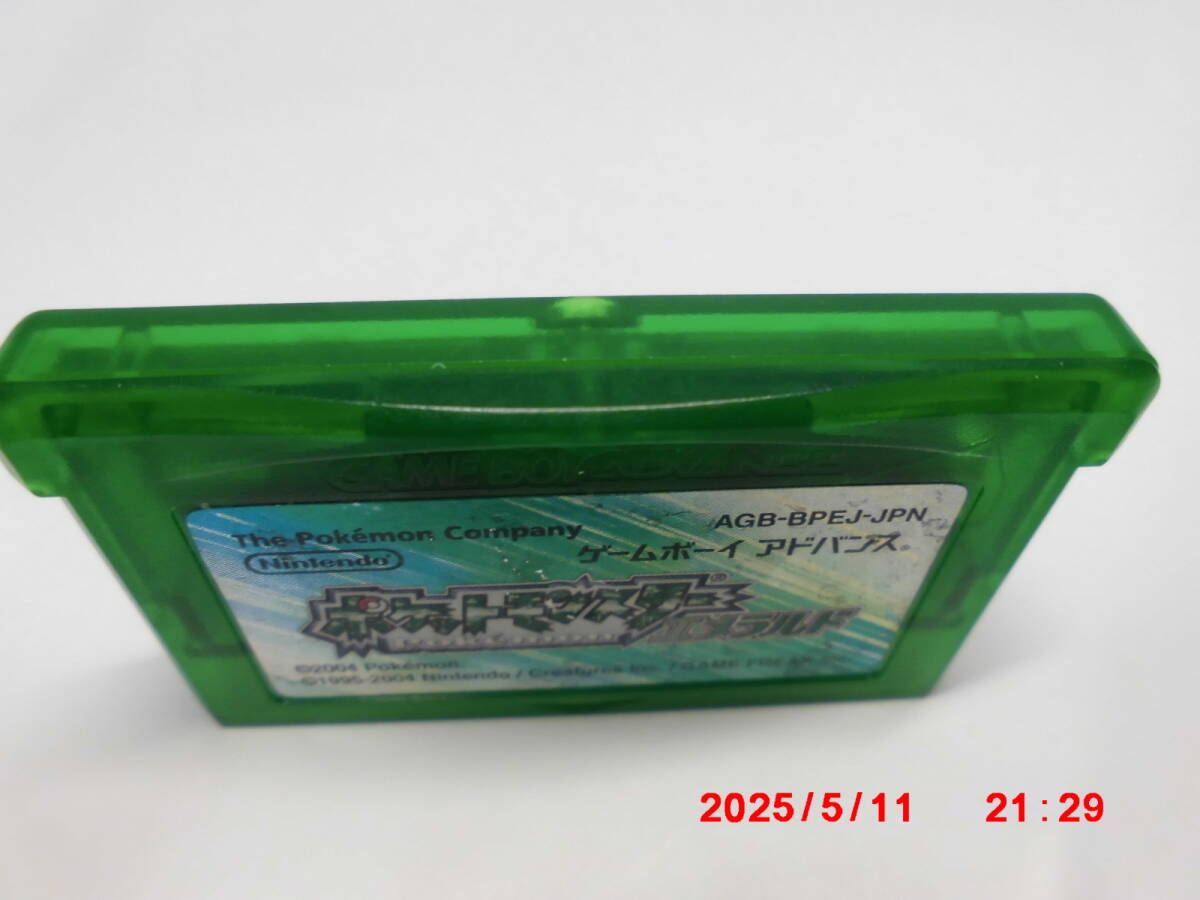 GAME BOY ADVANCE
The Pokémon Company
AGB-BPEJ-JPN
Nintendo
ゲームボーイ アドバンス®
ポケットモンスター®
エメラルド
©2004 Pokémon
©1995-2004 Nintendo / Creatures inc. / GAME FREAK
2025/5/11 21:29